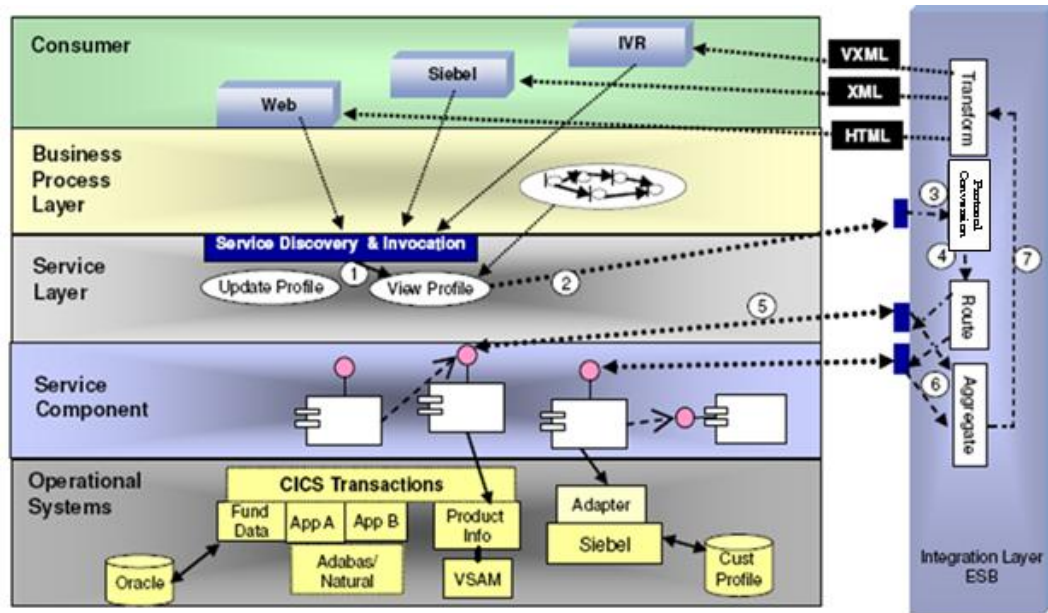 Consumer
IVR
Siebel
Web
VXML
XML
HTML
Transform
Business
Process
Layer
Protocol
Conversion
3
4
7
Service Discovery & Invocation
Service
Layer
1
2
Update Profile
View Profile
5
Route
Service
Component
6
Aggregate
Operational
Systems
CICS Transactions
Fund
Data
App A
App B
Product
Info
Adapter
Siebel
Oracle
Adabas/
Natural
VSAM
Cust
Profile
Integration Layer
ESB